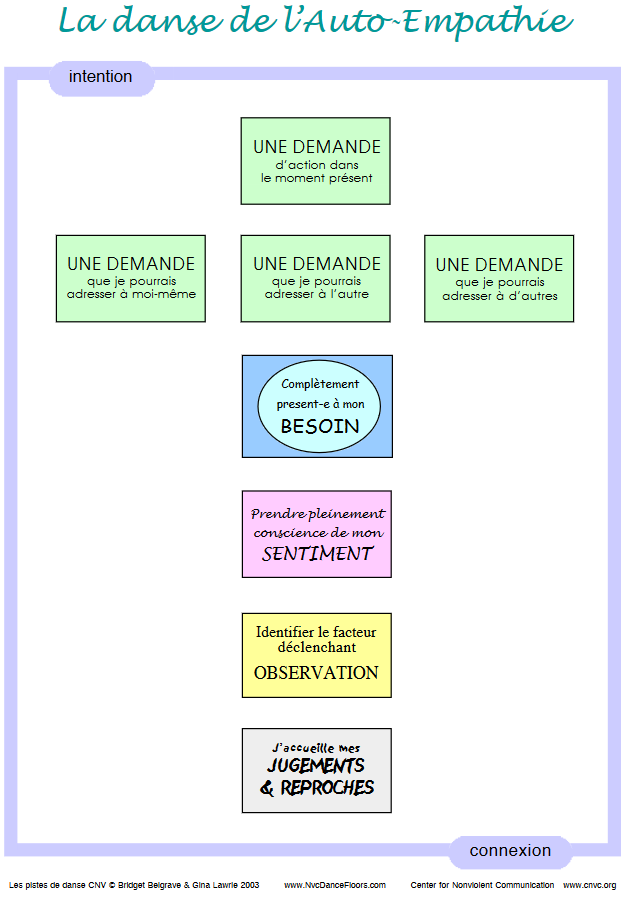 La danse de l'Auto-Empathie
intention
UNE DEMANDE
d'action dans
le moment présent
UNE DEMANDE
que je pourrais
adresser à moi-même
UNE DEMANDE
que je pourrais
adresser à l'autre
UNE DEMANDE
que je pourrais
adresser à d'autres
Complètement
present-e à mon
BESOIN
Prendre pleinement
conscience de mon
SENTIMENT
Identifier le facteur
déclenchant
OBSERVATION
J'accueille mes
JUGEMENTS
& REPROCHES
connexion
Les pistes de danse CNV © Bridget Belgrave & Gina Lawrie 2003 www.NvcDanceFloors.com Center for Nonviolent Communication www.cnvc.org